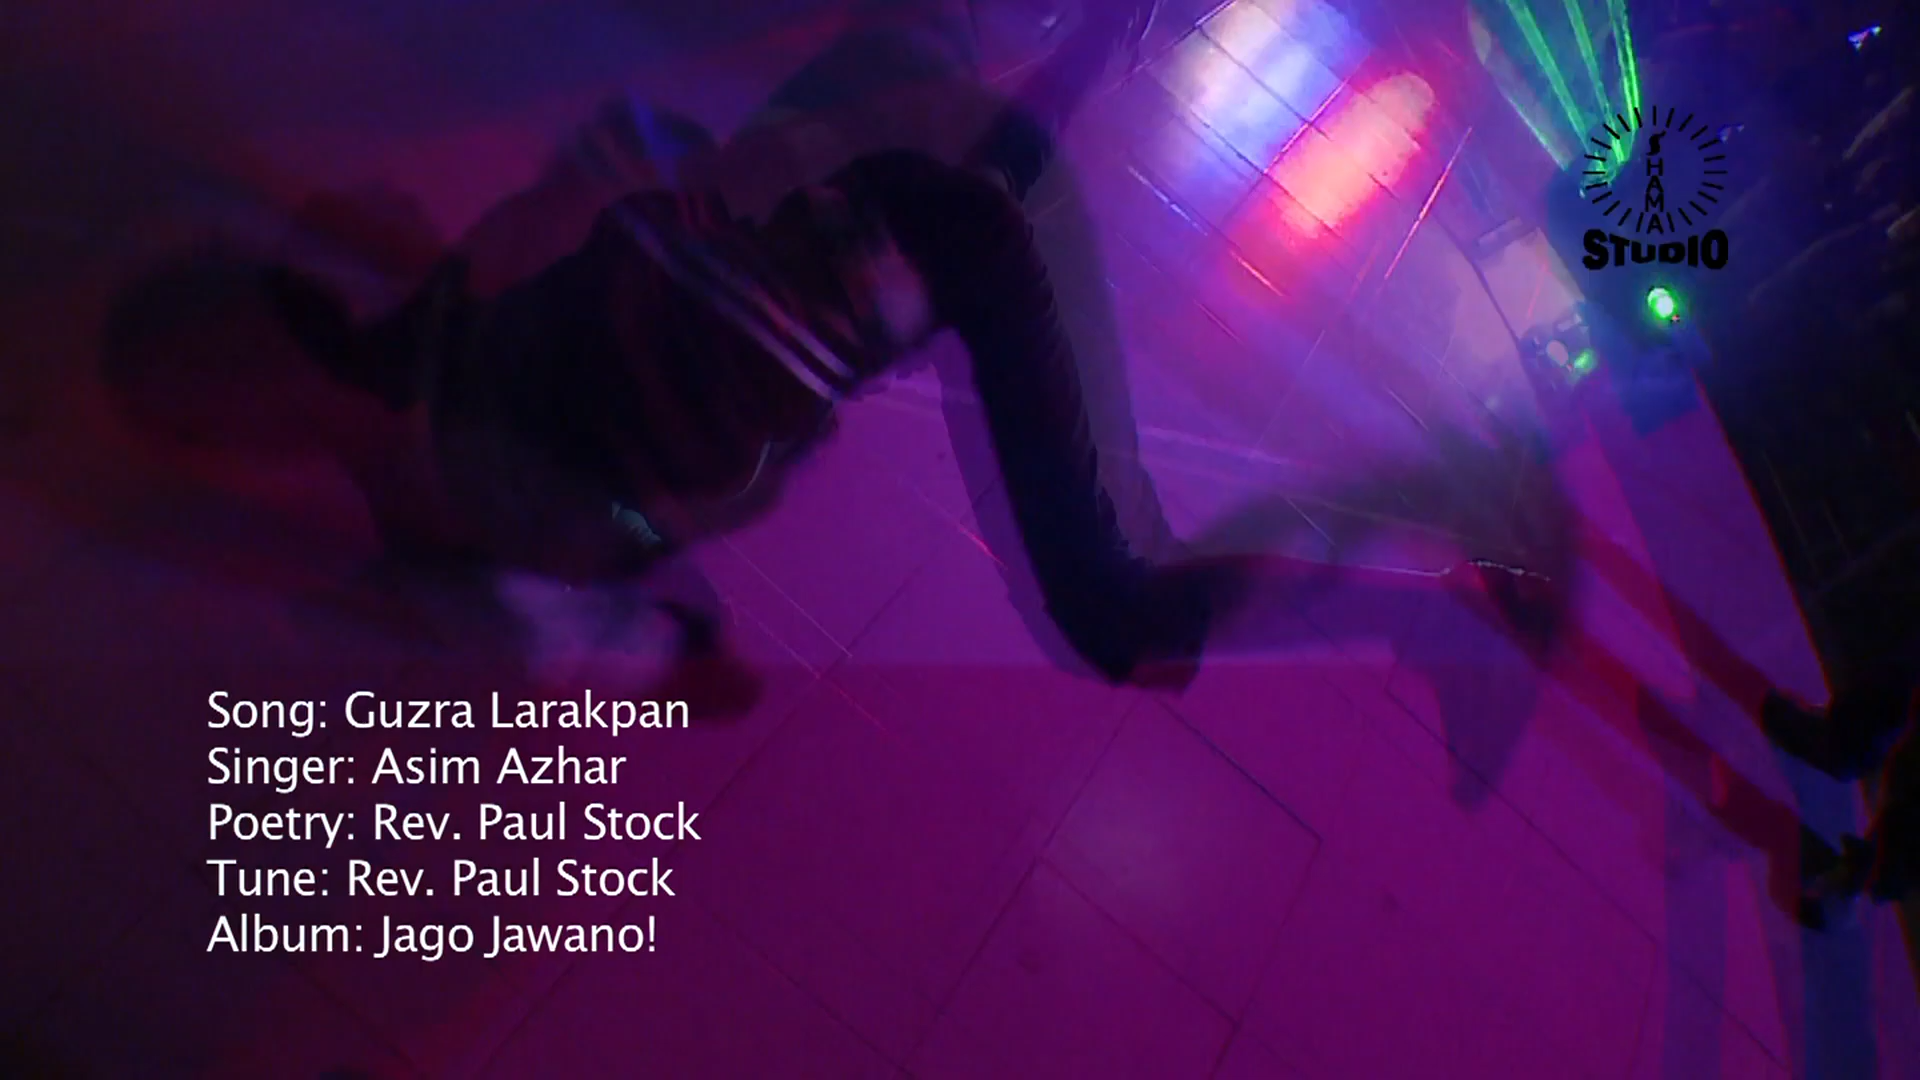 SHAMA
STUDIO
Song: Guzra Larakpan
Singer: Asim Azhar
Poetry: Rev. Paul Stock
Tune: Rev. Paul Stock
Album: Jago Jawano!